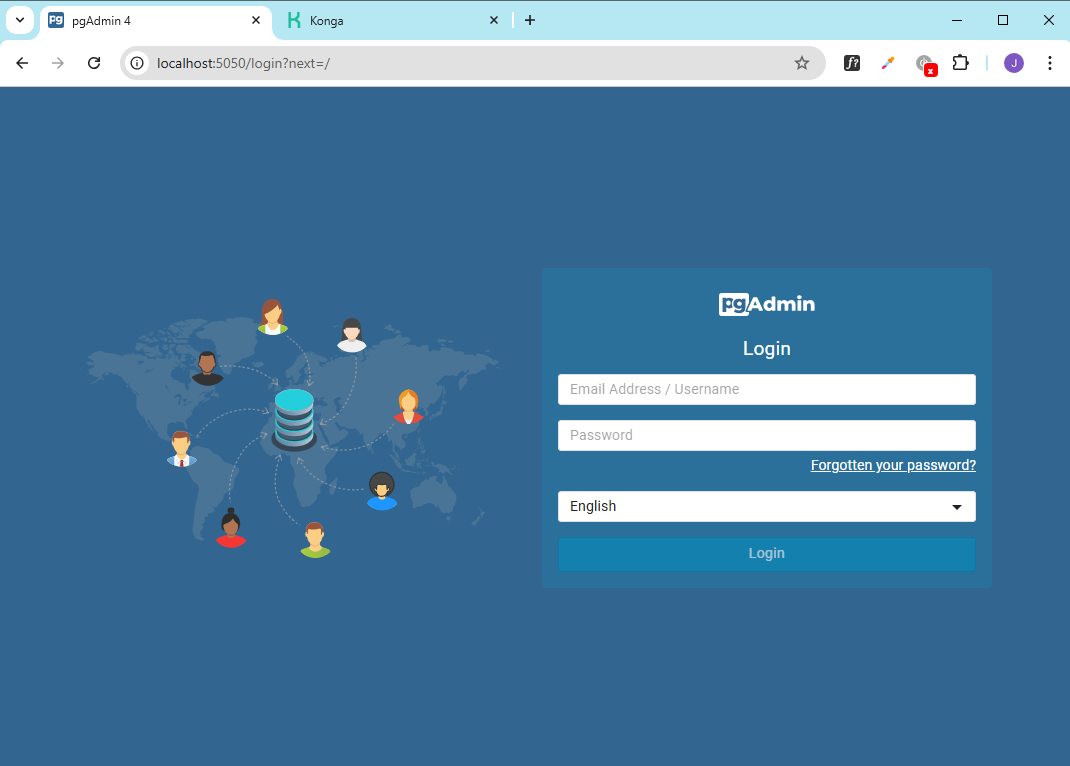 pgAdmin 4
Konga
localhost:5050/login?next=/
f?
x
J
pgAdmin
Login
Email Address / Username
Password
Forgotten your password?
English
Login